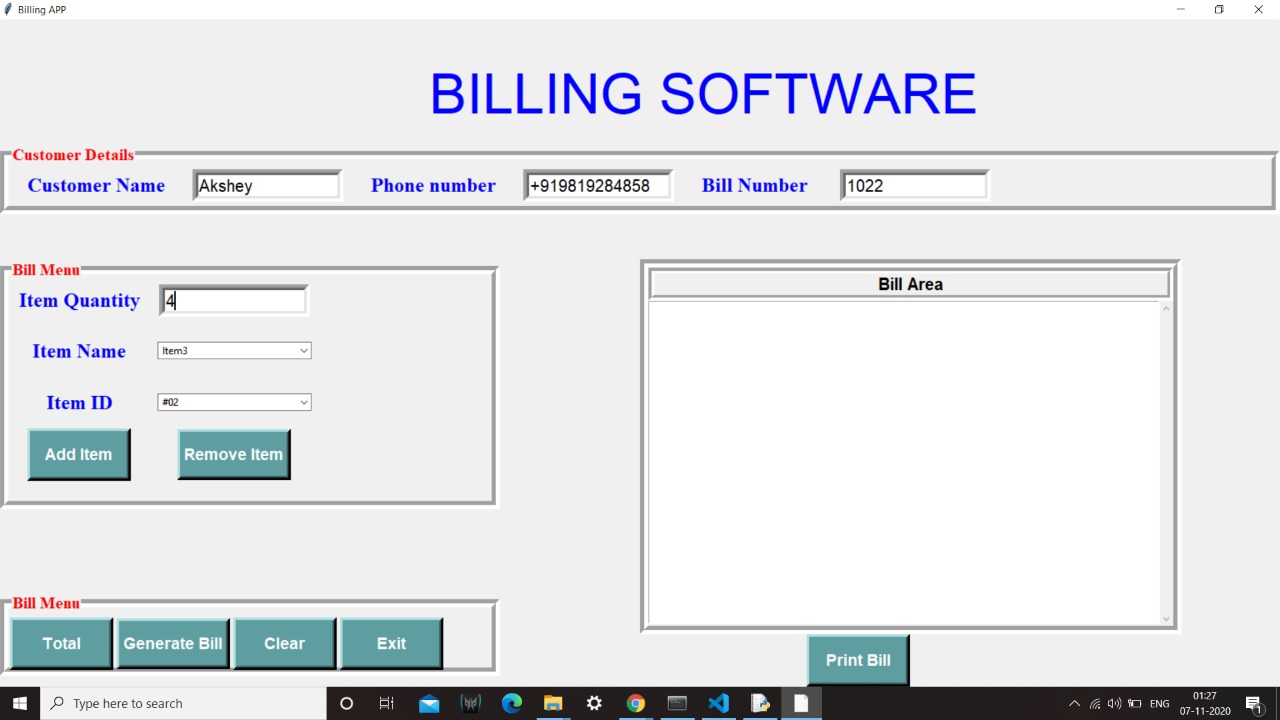 Billing APP
BILLING SOFTWARE
Customer Details
Customer Name Akshey Phone number +919819284858 Bill Number 1022
Bill Menu
Item Quantity 4
Item Name Item3
Item ID #02
Add Item Remove Item
Bill Area
Bill Menu
Total Generate Bill Clear Exit
Print Bill
Type here to search
ENG
01:27
07-11-2020
1